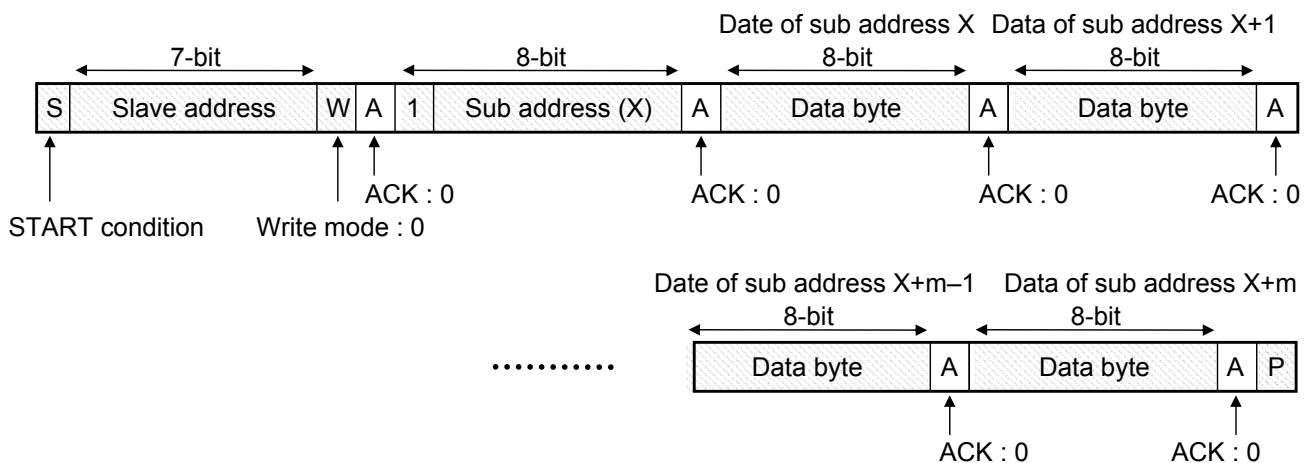 Date of sub address X Data of sub address X+1
7-bit 8-bit 8-bit 8-bit
S Slave address W A 1 Sub address (X) A Data byte A Data byte A
ACK : 0 ACK : 0 ACK : 0 ACK : 0
START condition Write mode : 0
Date of sub address X+m–1 Data of sub address X+m
8-bit 8-bit
........... Data byte A Data byte A P
ACK : 0 ACK : 0